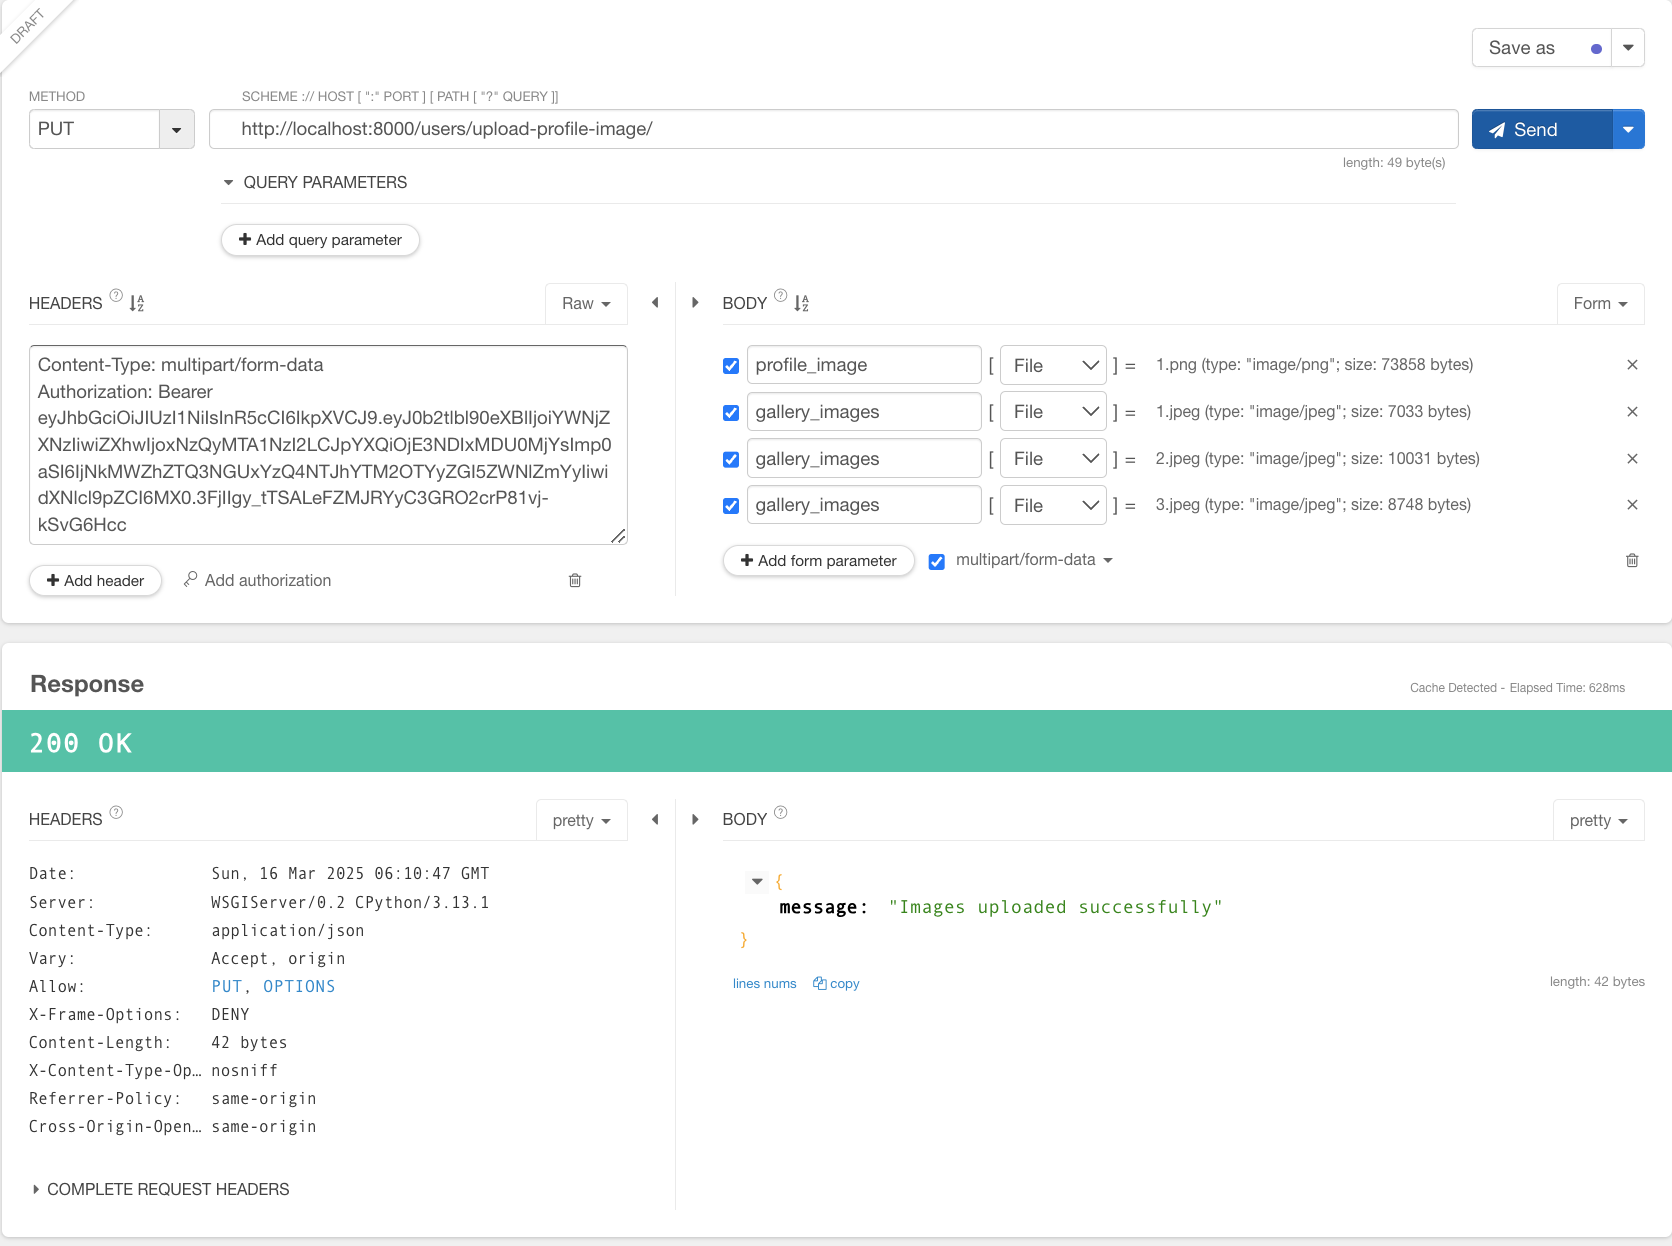 DRAFT
Save as
METHOD
SCHEME :// HOST [ ":" PORT ] [ PATH [ "?" QUERY ]]
PUT
http://localhost:8000/users/upload-profile-image/
Send
length: 49 byte(s)
QUERY PARAMETERS
Add query parameter
HEADERS ? Raw
Content-Type: multipart/form-data
Authorization: Bearer
XNzIiwiZXhwIjoxNzQyMTA1NzI2LCJpYXQiOjE3NDIxMDU0MjYsImp0
aSI6IjNkMWZhZTQ3NGUxYzQ4NTJhYTM2OTYyZGI5ZWNlZmYyIiwi
kSvG6Hcc
Add header
Add authorization
BODY ? Form
profile_image [ File ] = 1.png (type: "image/png"; size: 73858 bytes)
gallery_images [ File ] = 1.jpeg (type: "image/jpeg"; size: 7033 bytes)
gallery_images [ File ] = 2.jpeg (type: "image/jpeg"; size: 10031 bytes)
gallery_images [ File ] = 3.jpeg (type: "image/jpeg"; size: 8748 bytes)
Add form parameter
multipart/form-data
Response
Cache Detected - Elapsed Time: 628ms
200 OK
HEADERS ? pretty
Date: Sun, 16 Mar 2025 06:10:47 GMT
Server: WSGIServer/0.2 CPython/3.13.1
Content-Type: application/json
Vary: Accept, origin
Allow: PUT, OPTIONS
X-Frame-Options: DENY
Content-Length: 42 bytes
X-Content-Type-Op… nosniff
Referrer-Policy: same-origin
Cross-Origin-Open… same-origin
COMPLETE REQUEST HEADERS
BODY ? pretty
{
message: "Images uploaded successfully"
}
lines nums
copy
length: 42 bytes